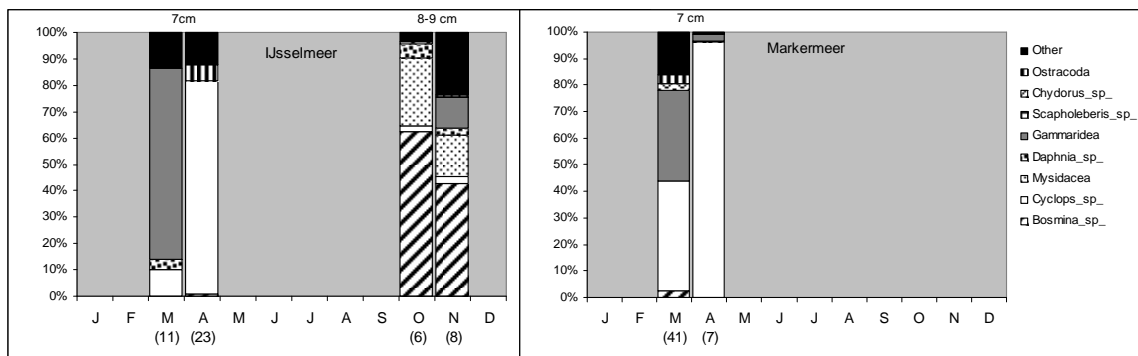 7cm
8-9 cm
IJsselmeer
100%
90%
80%
70%
60%
50%
40%
30%
20%
10%
0%
J F M A M J J A S O N D
(11) (23) (6) (8)
7 cm
Markermeer
100%
90%
80%
70%
60%
50%
40%
30%
20%
10%
0%
J F M A M J J A S O N D
(41) (7)
Other
Ostracoda
Chydorus_sp_
Scapholeberis_sp_
Gammaridea
Daphnia_sp_
Mysidacea
Cyclops_sp_
Bosmina_sp_